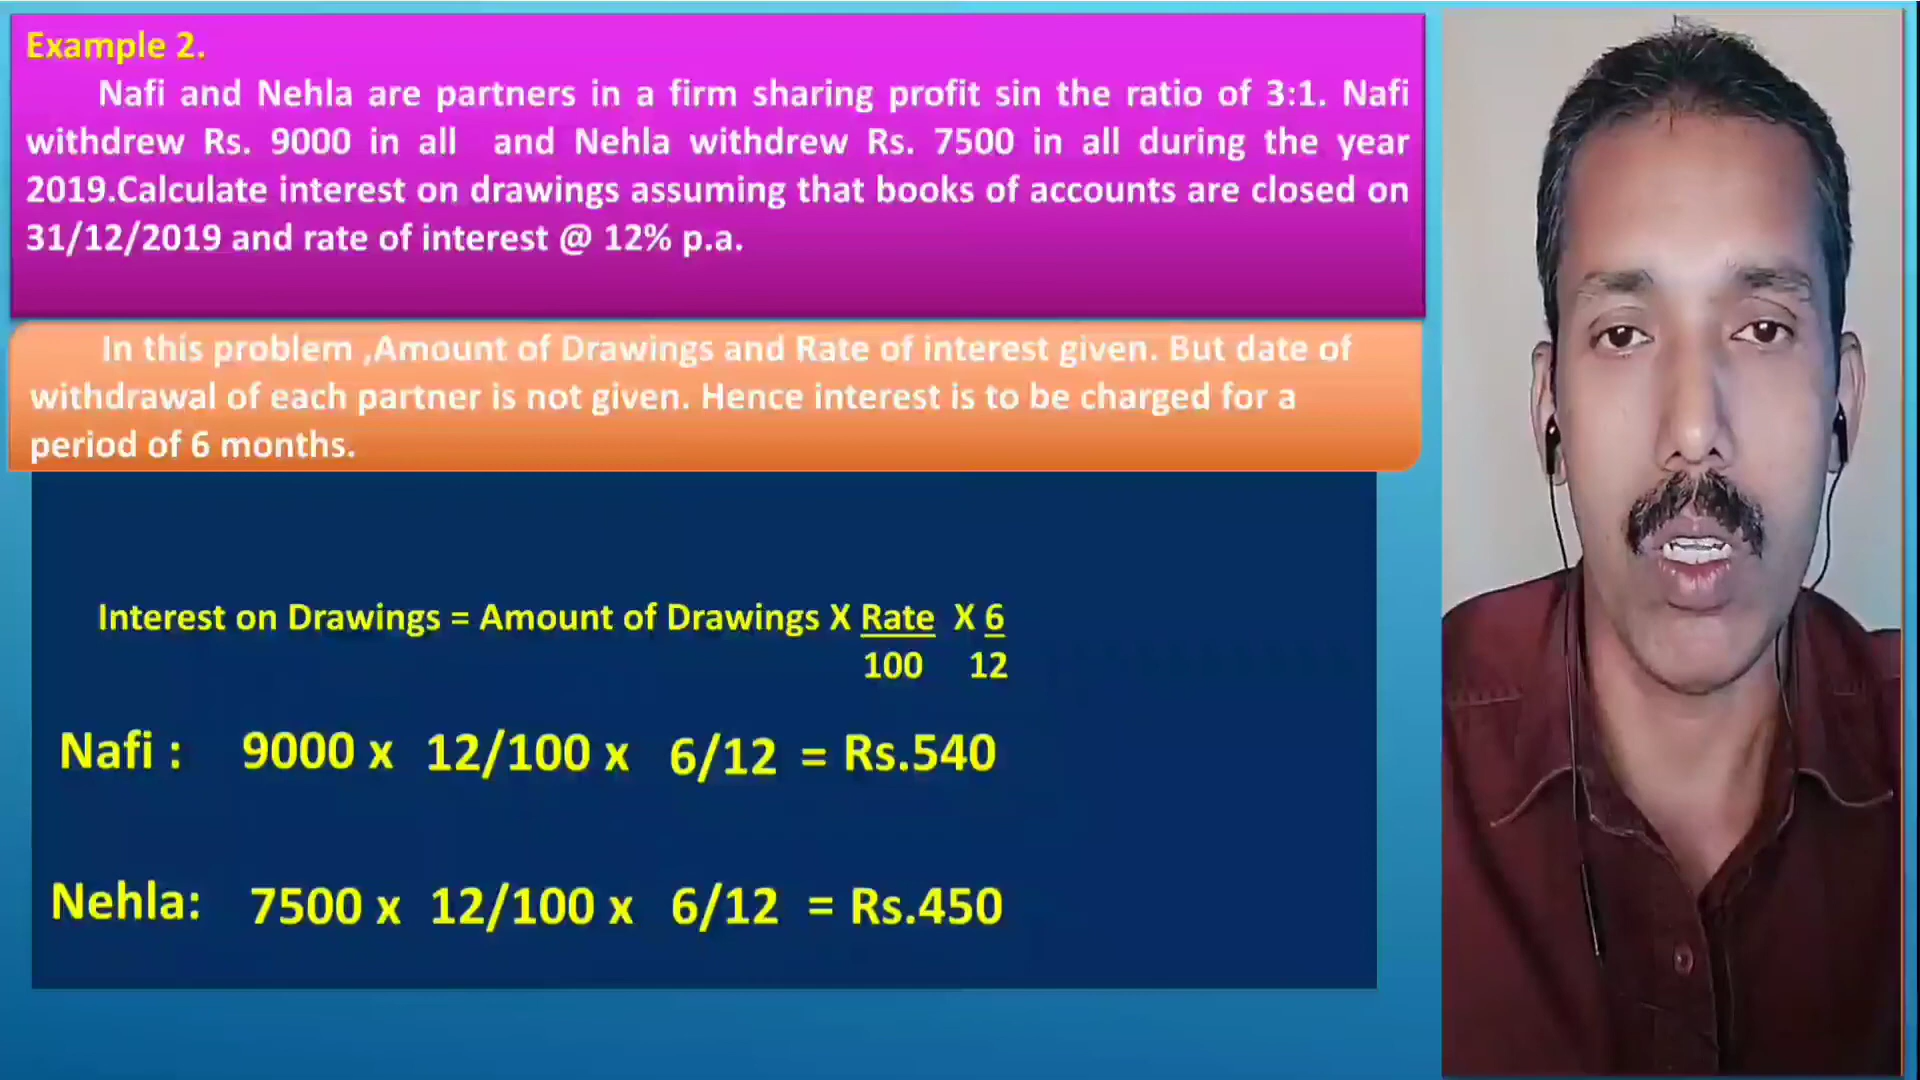 Example 2.
Nafi and Nehla are partners in a firm sharing profit sin the ratio of 3:1. Nafi
withdrew Rs. 9000 in all and Nehla withdrew Rs. 7500 in all during the year
2019.Calculate interest on drawings assuming that books of accounts are closed on
31/12/2019 and rate of interest @ 12% p.a.
In this problem ,Amount of Drawings and Rate of interest given. But date of
withdrawal of each partner is not given. Hence interest is to be charged for a
period of 6 months.
Interest on Drawings = Amount of Drawings X Rate X 6
100 12
Nafi : 9000 x 12/100 x 6/12 = Rs.540
Nehla: 7500 x 12/100 x 6/12 = Rs.450